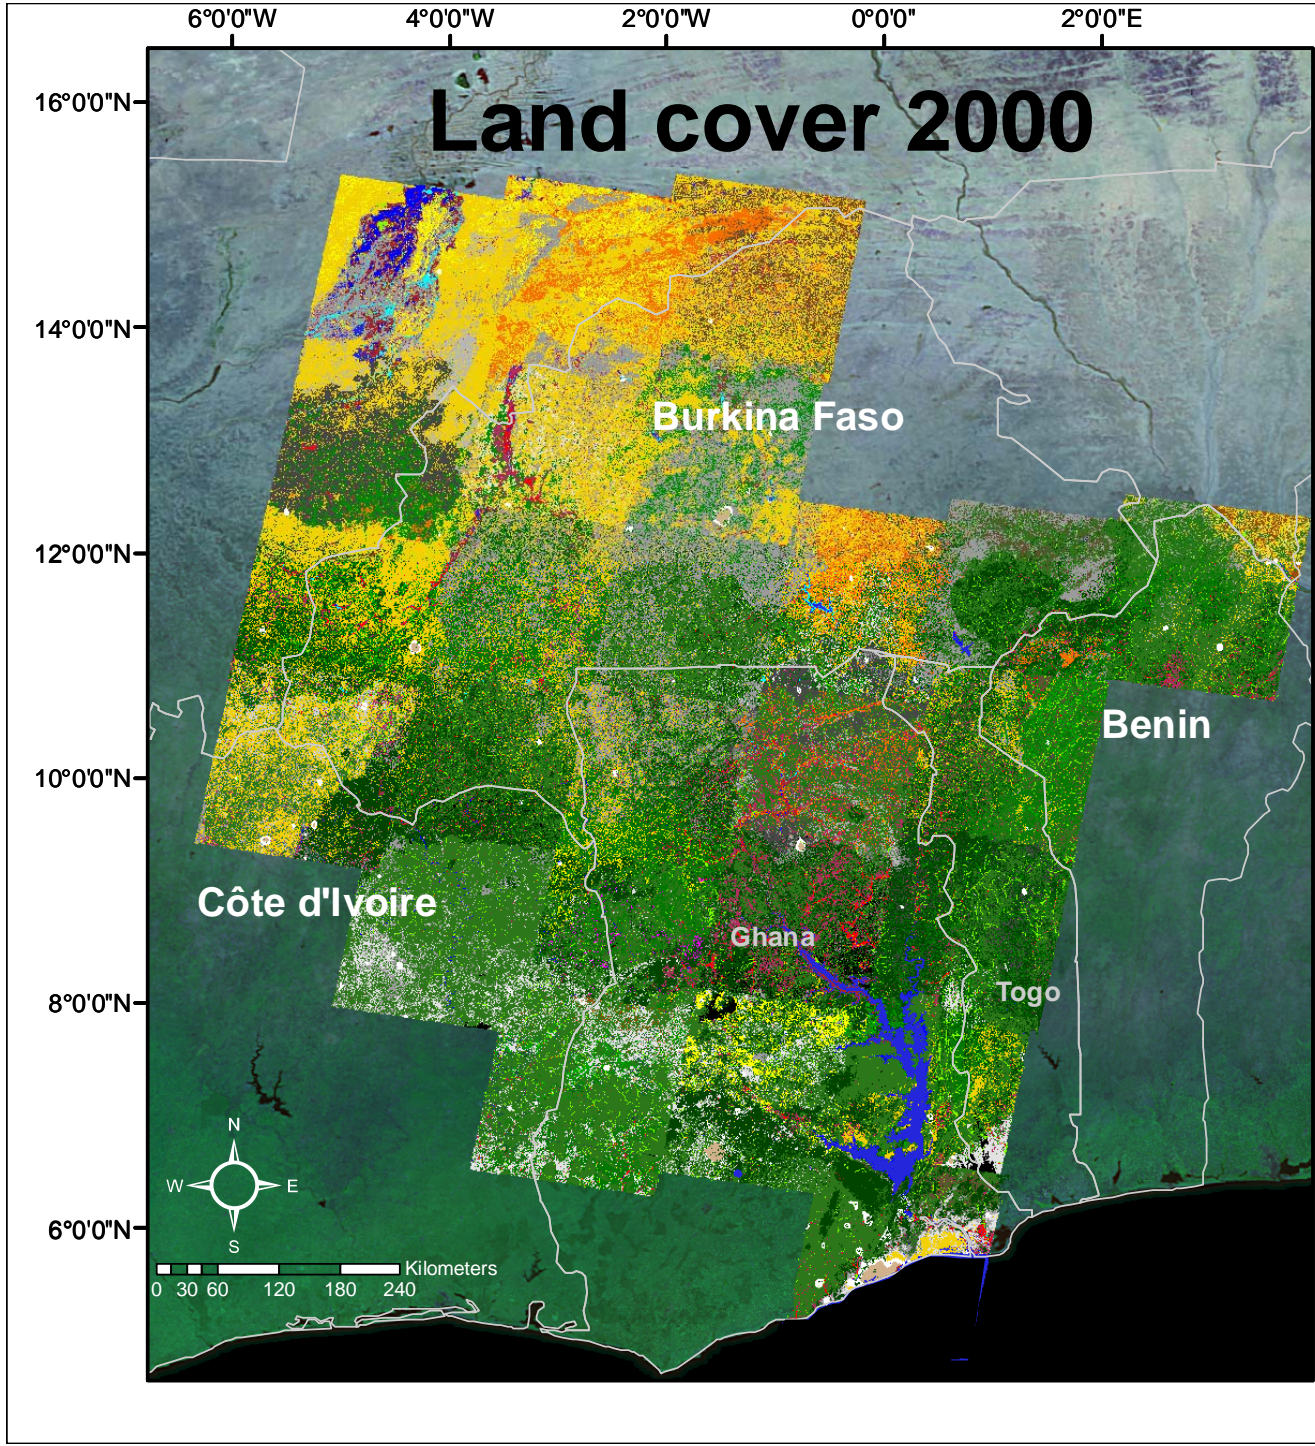 6°0'0"W 4°0'0"W 2°0'0"W 0°0'0" 2°0'0"E
16°0'0"N
Land cover 2000
14°0'0"N
Burkina Faso
12°0'0"N
Benin
10°0'0"N
Côte d'Ivoire
Ghana
Togo
8°0'0"N
N
W E
S
6°0'0"N
Kilometers
0 30 60 120 180 240